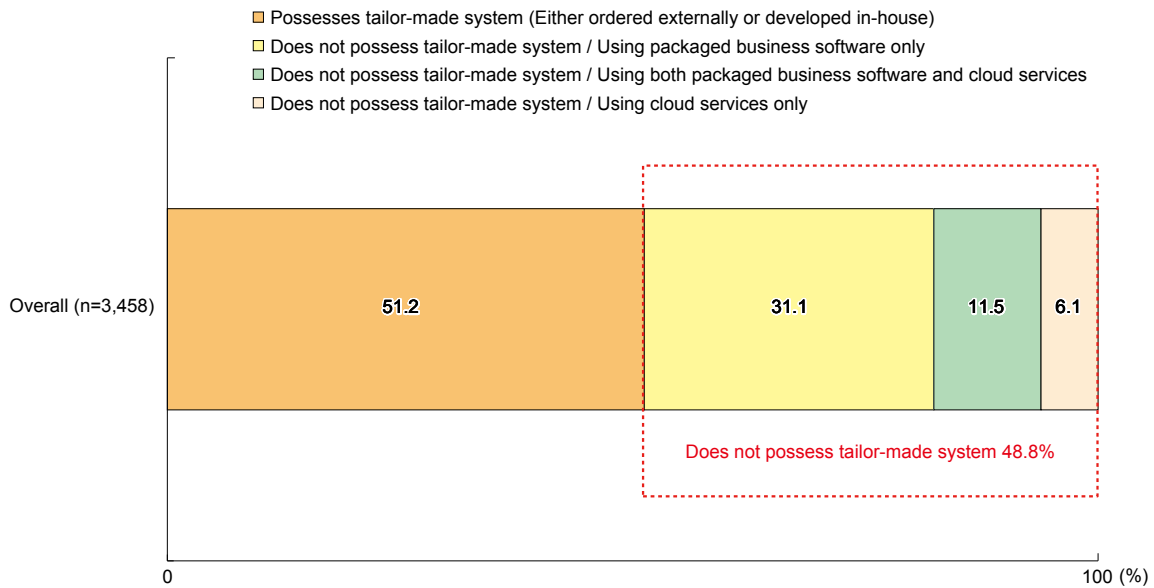 Possesses tailor-made system (Either ordered externally or developed in-house)
Does not possess tailor-made system / Using packaged business software only
Does not possess tailor-made system / Using both packaged business software and cloud services
Does not possess tailor-made system / Using cloud services only
Overall (n=3,458)
51.2
31.1
11.5
6.1
Does not possess tailor-made system 48.8%
0
100 (%)